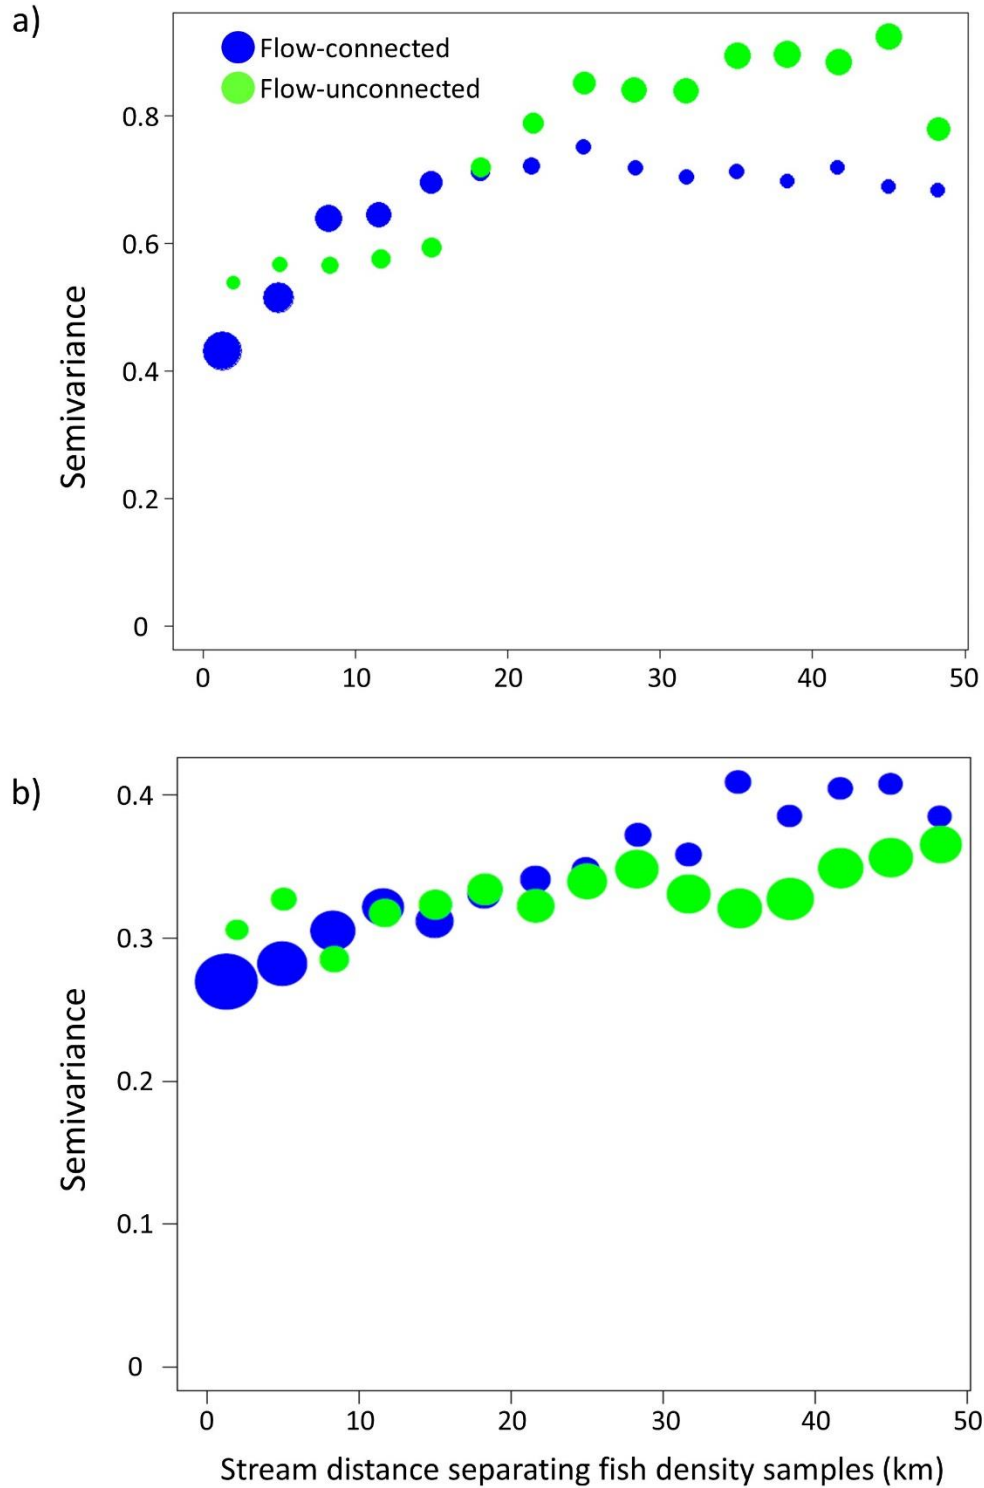 a)
Flow-connected
Flow-unconnected
0.8
0.6
0.4
0.2
0
Semivariance
0 10 20 30 40 50
b)
0.4
0.3
0.2
0.1
0
Semivariance
0 10 20 30 40 50
Stream distance separating fish density samples (km)